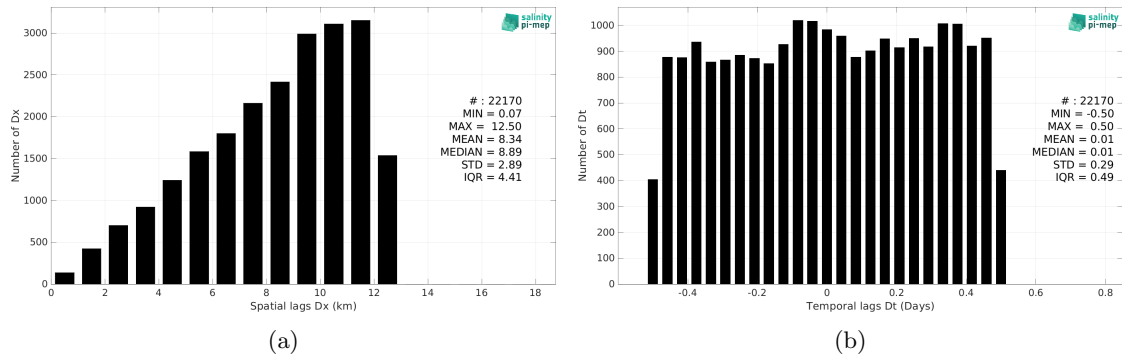 3000
2500
2000
1500
1000
500
0
Number of Dx
0 2 4 6 8 10 12 14 16 18
Spatial lags Dx (km)
salinity
pi-mep
# : 22170
MIN = 0.07
MAX = 12.50
MEAN = 8.34
MEDIAN = 8.89
STD = 2.89
IQR = 4.41
(a)
1000
900
800
700
600
500
400
300
200
100
0
Number of Dt
-0.4 -0.2 0 0.2 0.4 0.6 0.8
Temporal lags Dt (Days)
salinity
pi-mep
# : 22170
MIN = -0.50
MAX = 0.50
MEAN = 0.01
MEDIAN = 0.01
STD = 0.29
IQR = 0.49
(b)